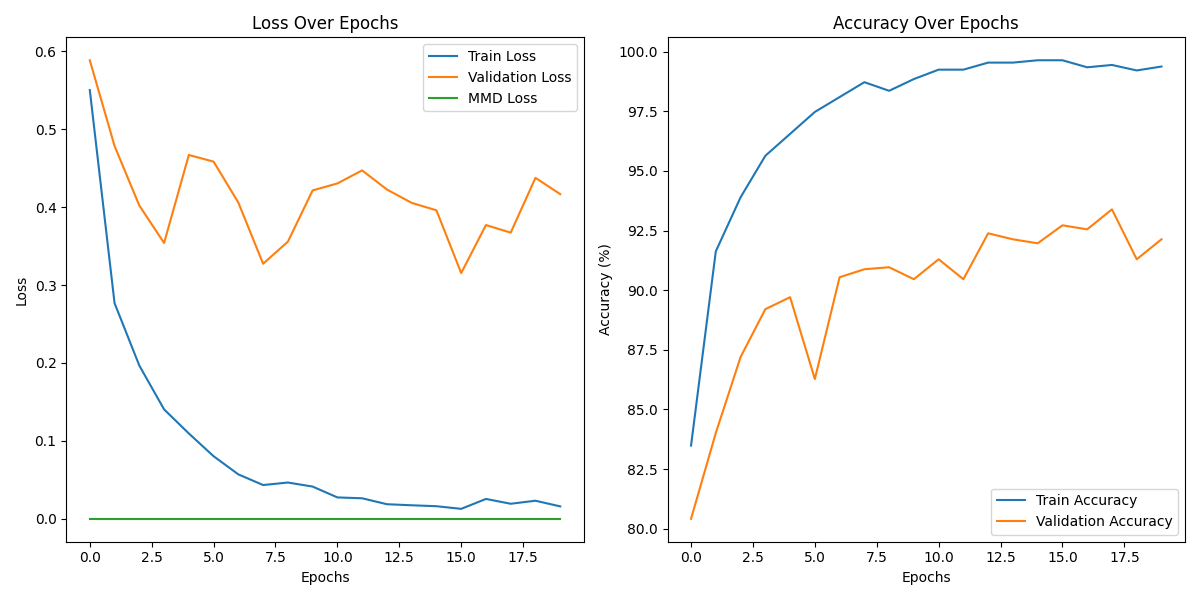 Loss Over Epochs
Train Loss
Validation Loss
MMD Loss
0.6
0.5
0.4
0.3
0.2
0.1
0.0
Loss
0.0 2.5 5.0 7.5 10.0 12.5 15.0 17.5
Epochs
Accuracy Over Epochs
100.0
97.5
95.0
92.5
90.0
87.5
85.0
82.5
80.0
Accuracy (%)
Train Accuracy
Validation Accuracy
0.0 2.5 5.0 7.5 10.0 12.5 15.0 17.5
Epochs